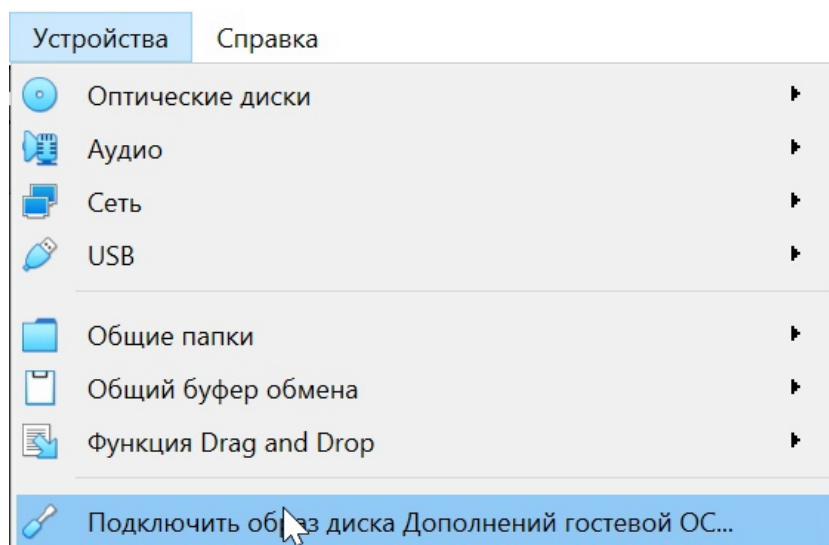 Устройства Справка
Оптические диски
Аудио
Сеть
USB
Общие папки
Общий буфер обмена
Функция Drag and Drop
Подключить образ диска Дополнений гостевой ОС...